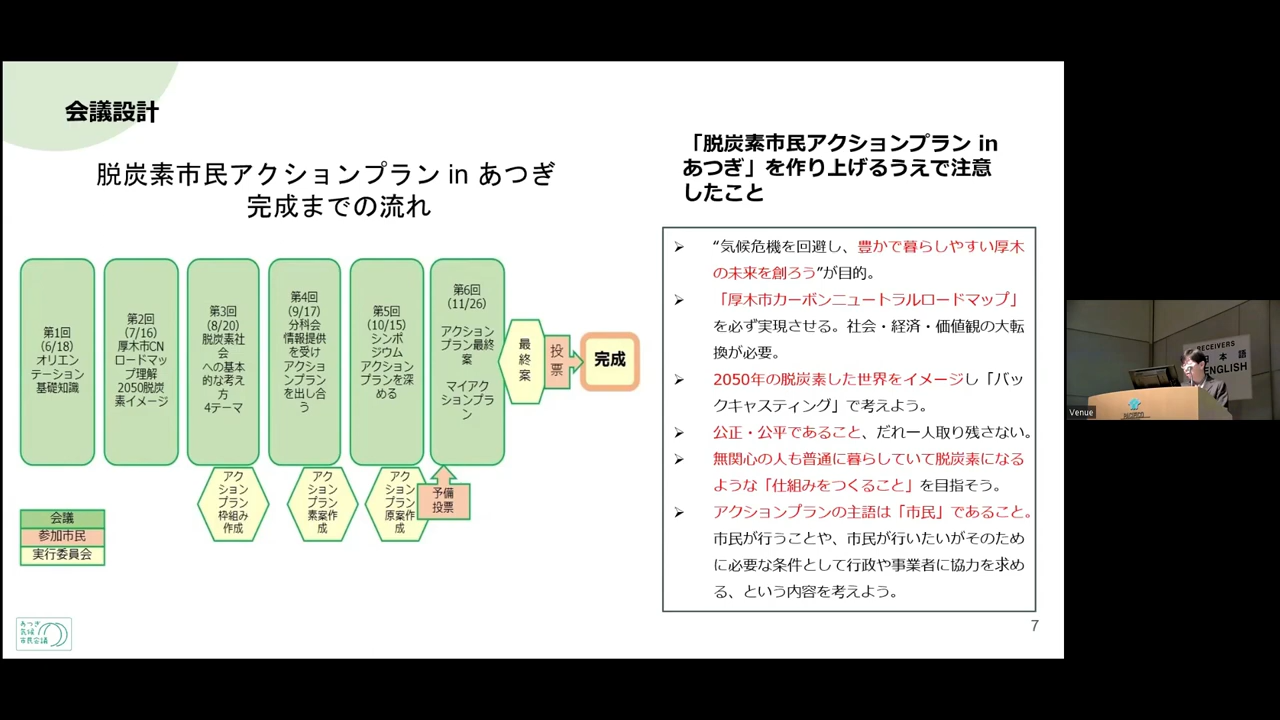 会議設計
脱炭素市民アクションプラン in あつぎ
完成までの流れ
第1回
(6/18)
オリエン
テーション
基礎知識
第2回
(7/16)
厚木市CN
ロードマッ
プ理解
2050脱炭
素イメージ
第3回
(8/20)
脱炭素社
会
への基本
的な考え
方
4テーマ
第4回
(9/17)
分科会
情報提供
を受け
アクション
プランを
出し合
う
第5回
(10/15)
シンポ
ジウム
アクション
プランを深
める
第6回
(11/26)
アクション
プラン最終
案
マイアク
ションプラ
ン
最
終
案
投
票
完成
アク
ション
プラン
枠組み
作成
アク
ション
プラン
素案作
成
アク
ション
プラン
原案作
成
予備
投票
会議
参加市民
実行委員会
「脱炭素市民アクションプラン in
あつぎ」を作り上げるうえで注意
したこと
➢ “気候危機を回避し、豊かで暮らしやすい厚木
の未来を創ろう”が目的。
➢ 「厚木市カーボンニュートラルロードマップ」
を必ず実現させる。社会・経済・価値観の大転
換が必要。
➢ 2050年の脱炭素した世界をイメージし「バッ
クキャスティング」で考えよう。
➢ 公正・公平であること、だれ一人取り残さない。
➢ 無関心の人も普通に暮らしていて脱炭素になる
ような「仕組みをつくること」を目指そう。
➢ アクションプランの主語は「市民」であること。
市民が行うことや、市民が行いたいがそのため
に必要な条件として行政や事業者に協力を求め
る、という内容を考えよう。
あつぎ
気候
市民会議
7
RECEIVERS
日本語
ENGLISH
Venue